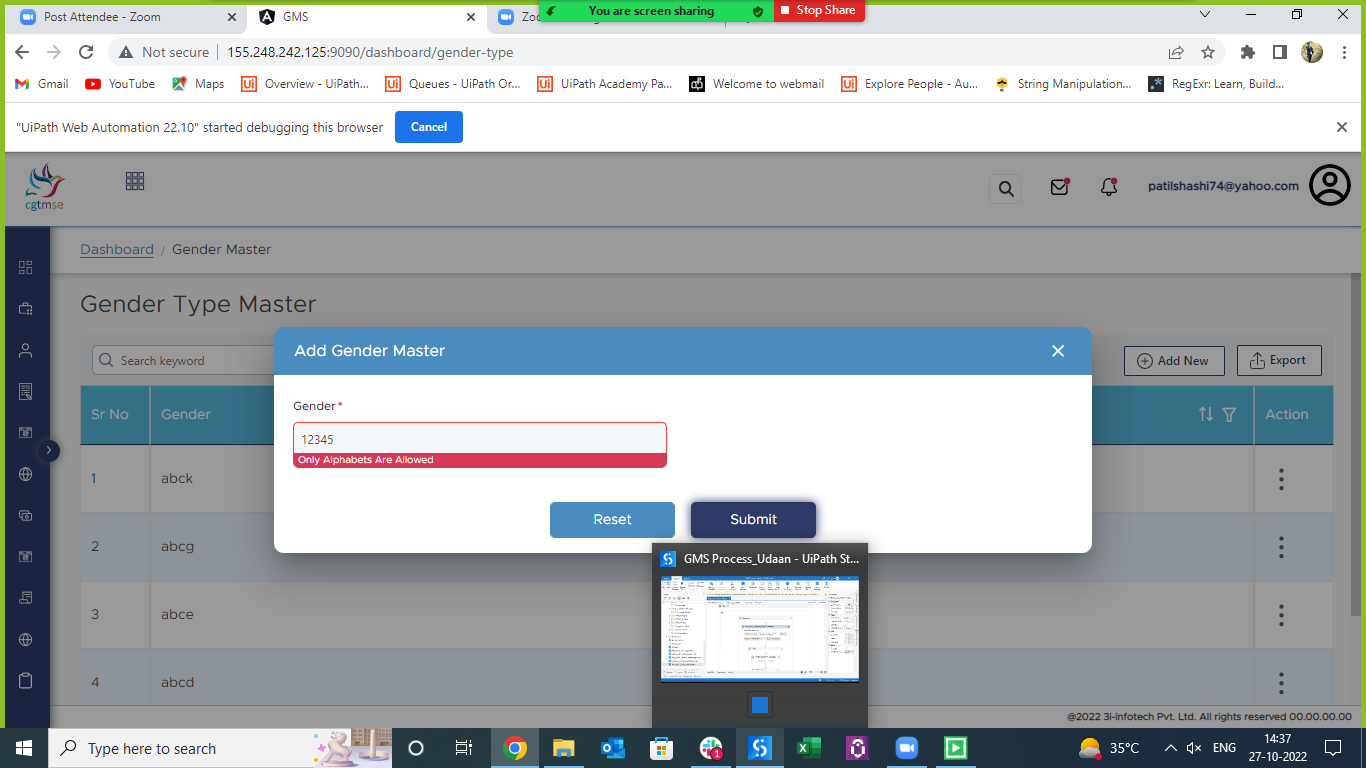 Post Attendee - Zoom
GMS
You are screen sharing
Stop Share
Not secure
155.248.242.125:9090/dashboard/gender-type
Gmail
YouTube
Maps
Overview - UiPath...
Queues - UiPath Or...
UiPath Academy Pa...
Welcome to webmail
Explore People - Au...
String Manipulation...
RegExr: Learn, Build...
"UiPath Web Automation 22.10" started debugging this browser
Cancel
cgtmse
patilshashi74@yahoo.com
Dashboard / Gender Master
Gender Type Master
Search keyword
Add New
Export
Add Gender Master
Sr No
Gender
Action
Gender*
12345
Only Alphabets Are Allowed
Reset
Submit
1
abck
2
abcg
3
abce
4
abcd
GMS Process_Udaan - UiPath St...
@2022 3i-infotech Pvt. Ltd. All rights reserved 00.00.00.00
Type here to search
1
35°C
ENG
14:37
27-10-2022